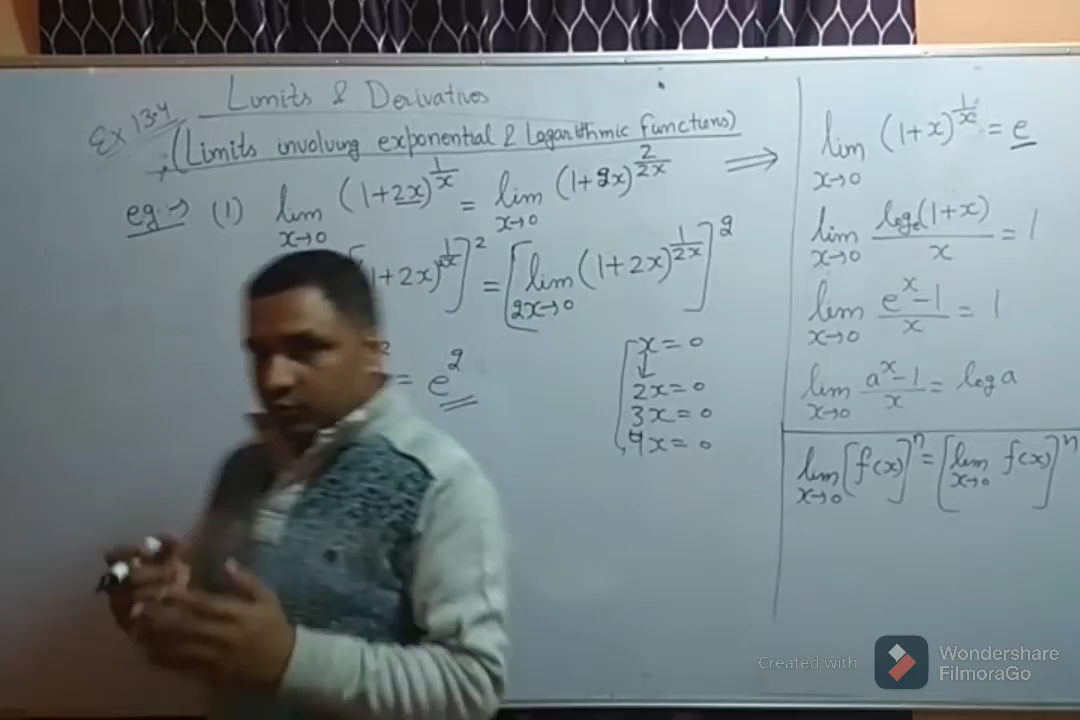 Ex 13.4
Limits & Derivatives
(Limits involving exponential & Logarithmic Functions)
eg:→ (1) lim x→0 (1+2x)^(1/x) = lim x→0 (1+2x)^(2/2x) ⟹
1+2x)^(1/2x)]^2 = [lim 2x→0 (1+2x)^(1/2x)]^2
2 = e^2
x = 0
↓
2x = 0
3x = 0
4x = 0
lim x→0 (1+x)^(1/x) = e
lim x→0 log_e(1+x)/x = 1
lim x→0 (e^x-1)/x = 1
lim x→0 (a^x-1)/x = log a
lim x→0 [f(x)]^n = [lim x→0 f(x)]^n
Created with
Wondershare
FilmoraGo